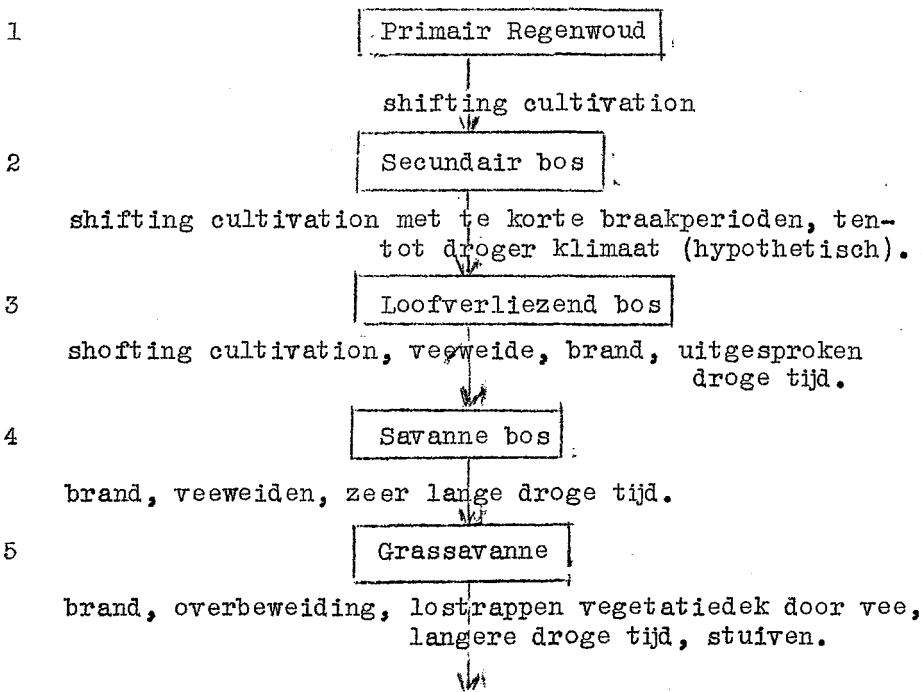 1 Primair Regenwoud
shifting cultivation
2 Secundair bos
shifting cultivation met te korte braakperioden, ten-
tot droger klimaat (hypothetisch).
3 Loofverliezend bos
shofting cultivation, veeweide, brand, uitgesproken
droge tijd.
4 Savanne bos
brand, veeweiden, zeer lange droge tijd.
5 Grassavanne
brand, overbeweiding, lostrappen vegetatiedek door vee,
langere droge tijd, stuiven.